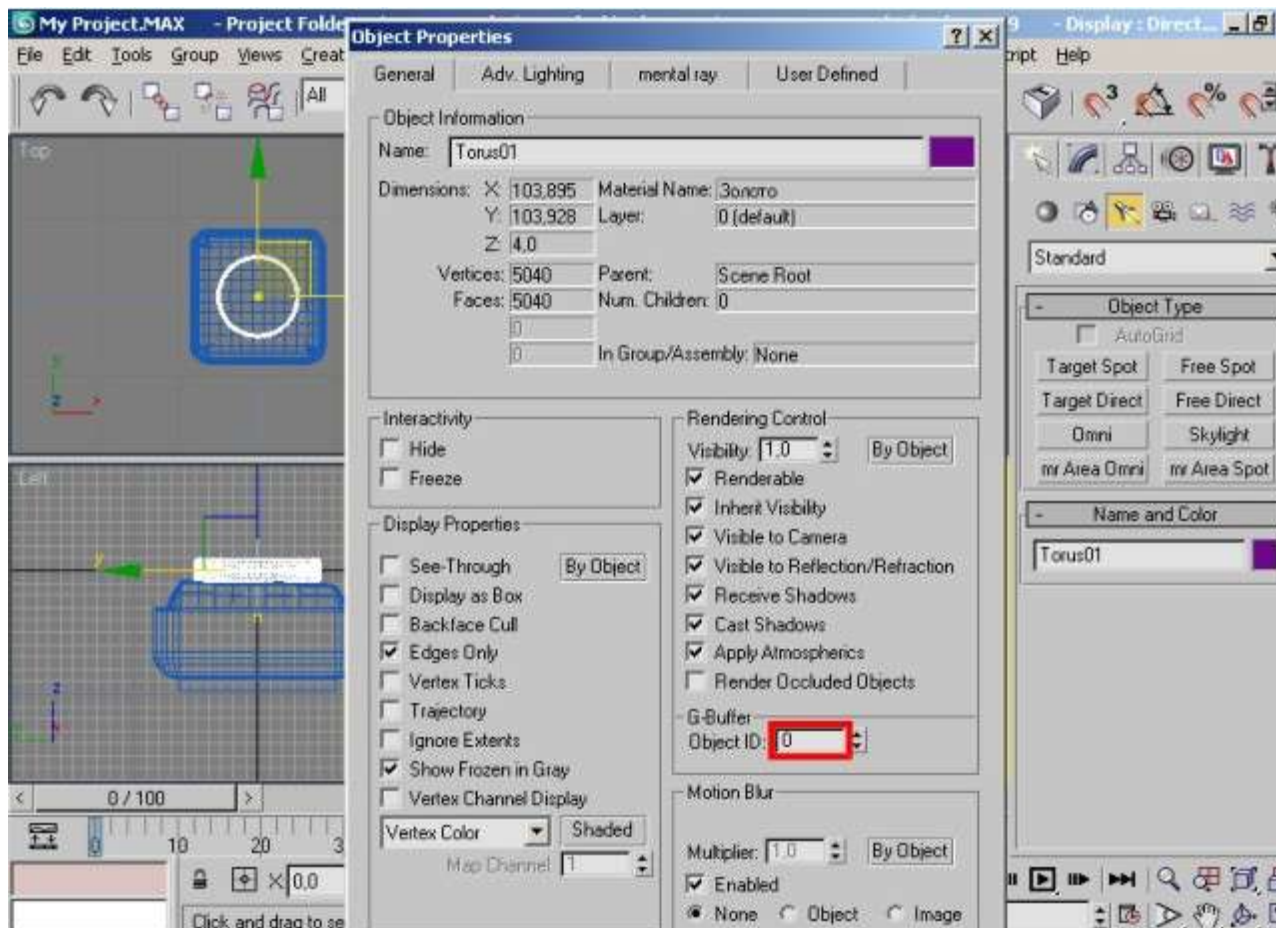 My Project.MAX - Project Folde 9 - Display : Direct...
File Edit Tools Group Views Creat ript Help
Object Properties
General Adv. Lighting mental ray User Defined
All
Object Information
Name: Torus01
Dimensions: X: 103,895 Material Name: Золото
Y: 103,928 Layer: 0 (default)
Z: 4,0
Vertices: 5040 Parent: Scene Root
Faces: 5040 Num. Children: 0
0
0 In Group/Assembly: None
Interactivity
Hide
Freeze
Display Properties
See-Through By Object
Display as Box
Backface Cull
Edges Only
Vertex Ticks
Trajectory
Ignore Extents
Show Frozen in Gray
Vertex Channel Display
Vertex Color Shaded
Map Channel: 1
Rendering Control
Visibility: 1,0 By Object
Renderable
Inherit Visibility
Visible to Camera
Visible to Reflection/Refraction
Receive Shadows
Cast Shadows
Apply Atmospherics
Render Occluded Objects
G-Buffer
Object ID: 0
Motion Blur
Multiplier: 1,0 By Object
Enabled
None Object Image
Top
y
z x
Left
y
z
0 / 100
0 10 20 3
X 0,0
Click and drag to se
3 %
Standard
- Object Type
AutoGrid
Target Spot Free Spot
Target Direct Free Direct
Omni Skylight
mr Area Omni mr Area Spot
- Name and Color
Torus01